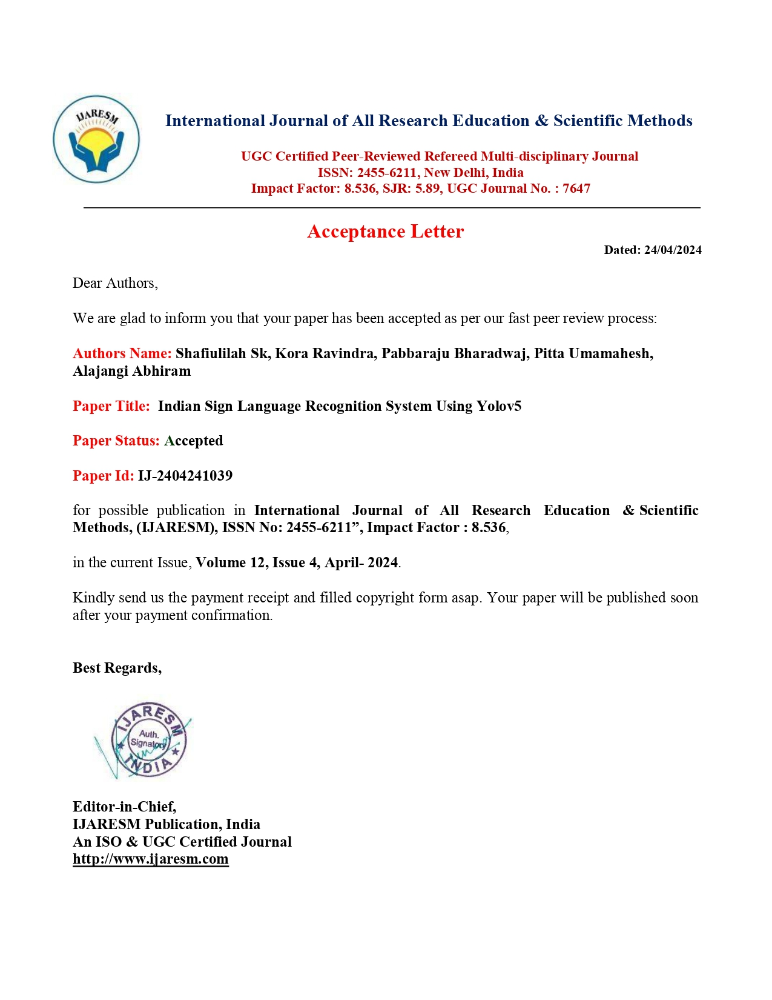 IJARESM
International Journal of All Research Education & Scientific Methods
UGC Certified Peer-Reviewed Refereed Multi-disciplinary Journal
ISSN: 2455-6211, New Delhi, India
Impact Factor: 8.536, SJR: 5.89, UGC Journal No. : 7647
Acceptance Letter
Dated: 24/04/2024
Dear Authors,
We are glad to inform you that your paper has been accepted as per our fast peer review process:
Authors Name: Shafiulilah Sk, Kora Ravindra, Pabbaraju Bharadwaj, Pitta Umamahesh,
Alajangi Abhiram
Paper Title: Indian Sign Language Recognition System Using Yolov5
Paper Status: Accepted
Paper Id: IJ-2404241039
for possible publication in International Journal of All Research Education & Scientific
Methods, (IJARESM), ISSN No: 2455-6211”, Impact Factor : 8.536,
in the current Issue, Volume 12, Issue 4, April- 2024.
Kindly send us the payment receipt and filled copyright form asap. Your paper will be published soon
after your payment confirmation.
Best Regards,
IJARESM
Auth.
Signatory
INDIA
Editor-in-Chief,
IJARESM Publication, India
An ISO & UGC Certified Journal
http://www.ijaresm.com